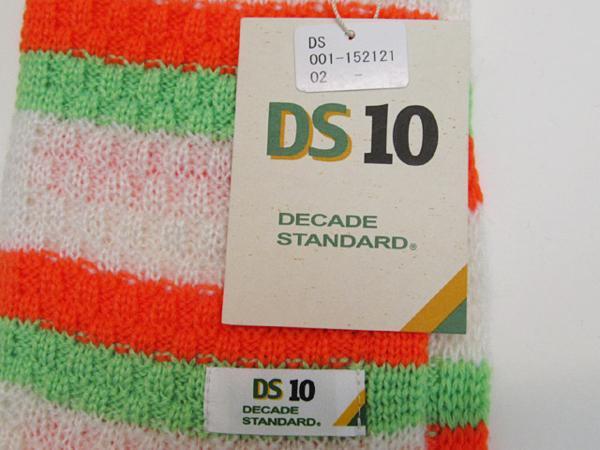 DS
001-152121
02 -
DS 10
DECADE
STANDARD®
DS 10
DECADE
STANDARD®